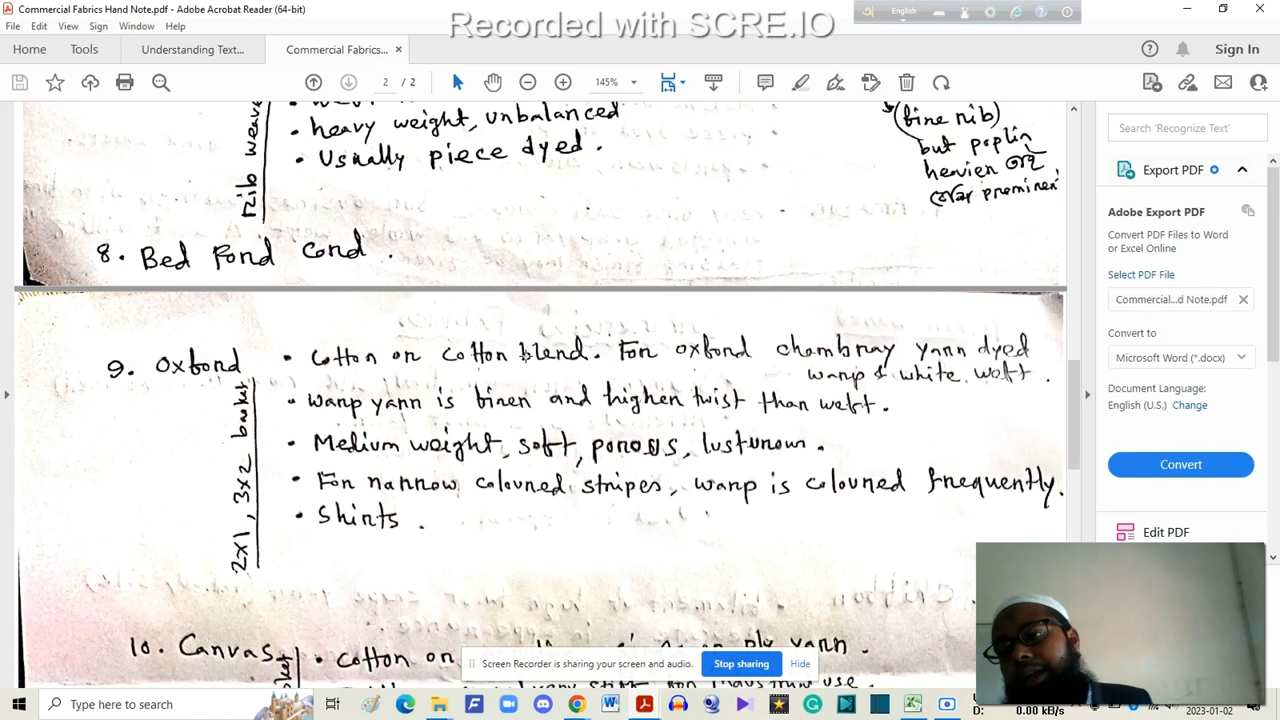 Commercial Fabrics Hand Note.pdf - Adobe Acrobat Reader (64-bit)
Recorded with SCRE.IO
English
File Edit View Sign Window Help
Home Tools Understanding Text... Commercial Fabrics... × Sign In
2 / 2 145%
Rib weave
• heavy weight, unbalanced
• Usually piece dyed.
(fine rib)
but poplin
heavier এর
prominent
8. Bed Ford Cord.
Search 'Recognize Text'
Export PDF
Adobe Export PDF
Convert PDF Files to Word
or Excel Online
Select PDF File
Commercial...d Note.pdf
Convert to
Microsoft Word (*.docx)
Document Language:
English (U.S.) Change
Convert
Edit PDF
9. Oxford
2x1, 3x2 basket
• Cotton or cotton blend. For oxford chambray yarn dyed
warp & white weft.
• Warp yarn is finer and higher twist than weft.
• Medium weight, soft, porous, lusturour.
• For narrow coloured stripes, warp is coloured frequently.
• Shirts.
10. Canvas
• Cotton or
ply yarn.
use.
Screen Recorder is sharing your screen and audio. Stop sharing Hide
Type here to search
D: 0.00 kB/s
2023-01-02